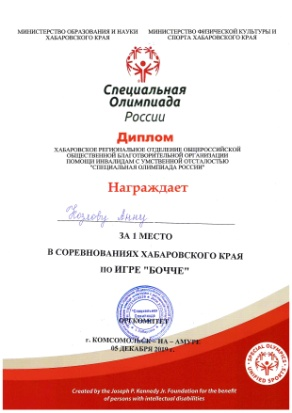 МИНИСТЕРСТВО ОБРАЗОВАНИЯ И НАУКИ
ХАБАРОВСКОГО КРАЯ
МИНИСТЕРСТВО ФИЗИЧЕСКОЙ КУЛЬТУРЫ И
СПОРТА ХАБАРОВСКОГО КРАЯ
Специальная
Олимпиада
России
Диплом
ХАБАРОВСКОЕ РЕГИОНАЛЬНОЕ ОТДЕЛЕНИЕ ОБЩЕРОССИЙСКОЙ
ОБЩЕСТВЕННОЙ БЛАГОТВОРИТЕЛЬНОЙ ОРГАНИЗАЦИИ
ПОМОЩИ ИНВАЛИДАМ С УМСТВЕННОЙ ОТСТАЛОСТЬЮ
"СПЕЦИАЛЬНАЯ ОЛИМПИАДА РОССИИ"
Награждает
Козлову Анну
ЗА 1 МЕСТО
В СОРЕВНОВАНИЯХ ХАБАРОВСКОГО КРАЯ
ПО ИГРЕ "БОЧЧЕ"
ОРГКОМИТЕТ
г. КОМСОМОЛЬСК НА - АМУРЕ
05 ДЕКАБРЯ 2019 г.
SPECIAL OLYMPICS
UNIFIED SPORTS
Created by the Joseph P. Kennedy Jr. Foundation for the benefit
of persons with intellectual disabilities